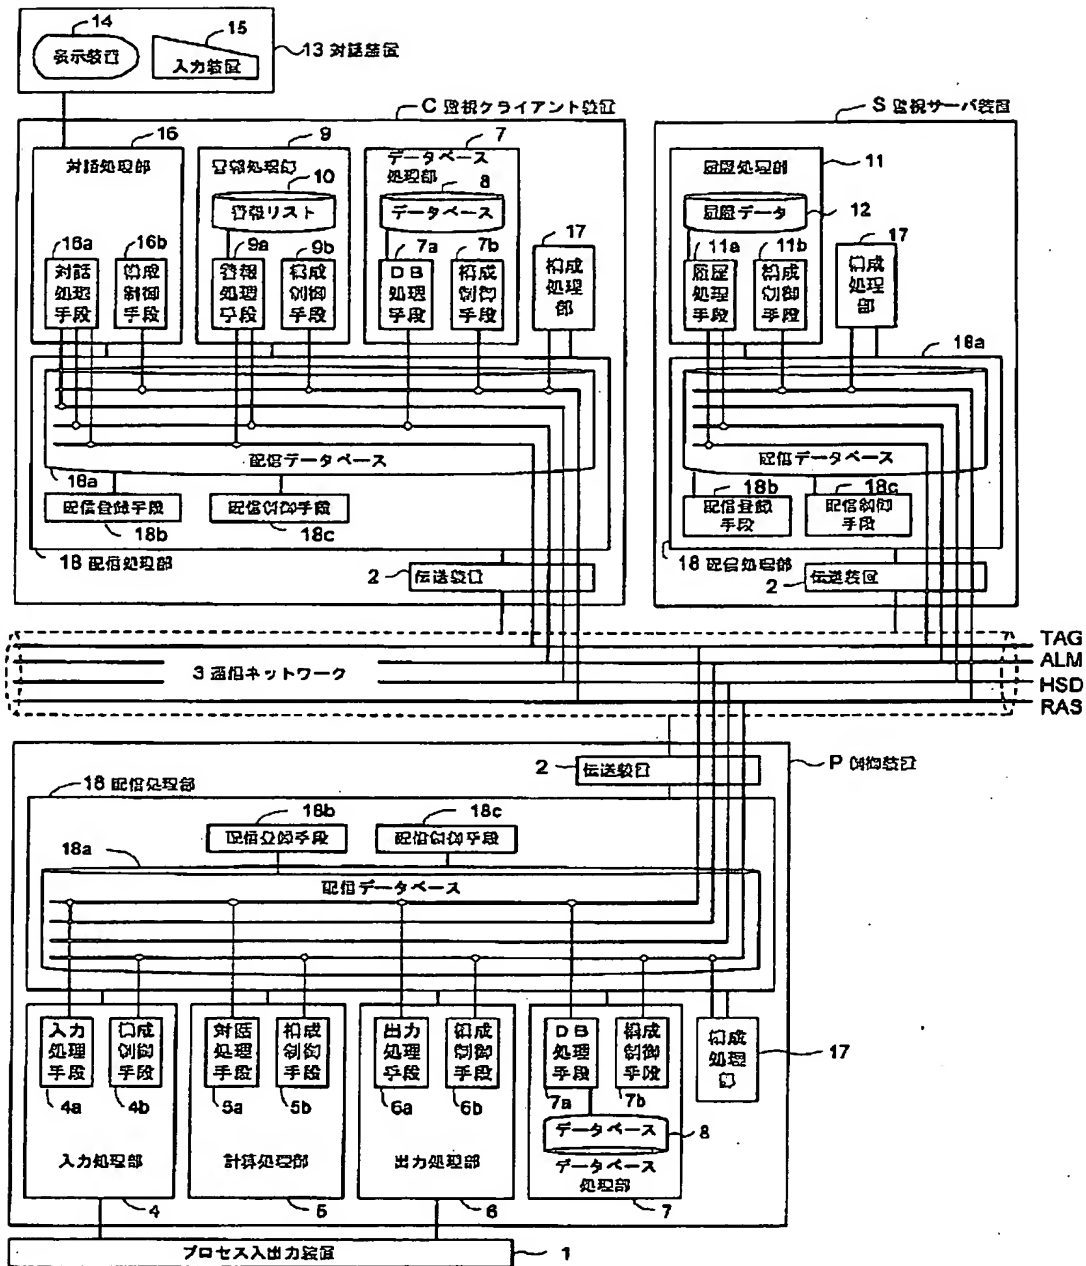 14
表示装置
15
入力装置
13 対話装置
C 監視クライアント装置
16
対話処理部
16a
対話
処理
手段
16b
構成
制御
手段
9
警報処理部
10
警報リスト
9a
警報
処理
手段
9b
構成
制御
手段
7
データベース
処理部
8
データベース
7a
DB
処理
手段
7b
構成
制御
手段
17
構成
処理
部
配信データベース
18a
配信登録手段
18b
配信制御手段
18c
18 配信処理部
2
伝送装置
S 監視サーバ装置
11
履歴処理部
履歴データ
12
11a
履歴
処理
手段
11b
構成
制御
手段
17
構成
処理
部
18a
配信データベース
18b
配信登録
手段
18c
配信制御
手段
18 配信処理部
2
伝送装置
3 通信ネットワーク
TAG
ALM
HSD
RAS
P 制御装置
2
伝送装置
18 配信処理部
18b
配信登録手段
18c
配信制御手段
18a
配信データベース
入力
処理
手段
4a
構成
制御
手段
4b
入力処理部
4
対話
処理
手段
5a
構成
制御
手段
5b
計算処理部
5
出力
処理
手段
6a
構成
制御
手段
6b
出力処理部
6
DB
処理
手段
7a
構成
制御
手段
7b
データベース
8
データベース
処理部
7
構成
処理
部
17
プロセス入出力装置
1